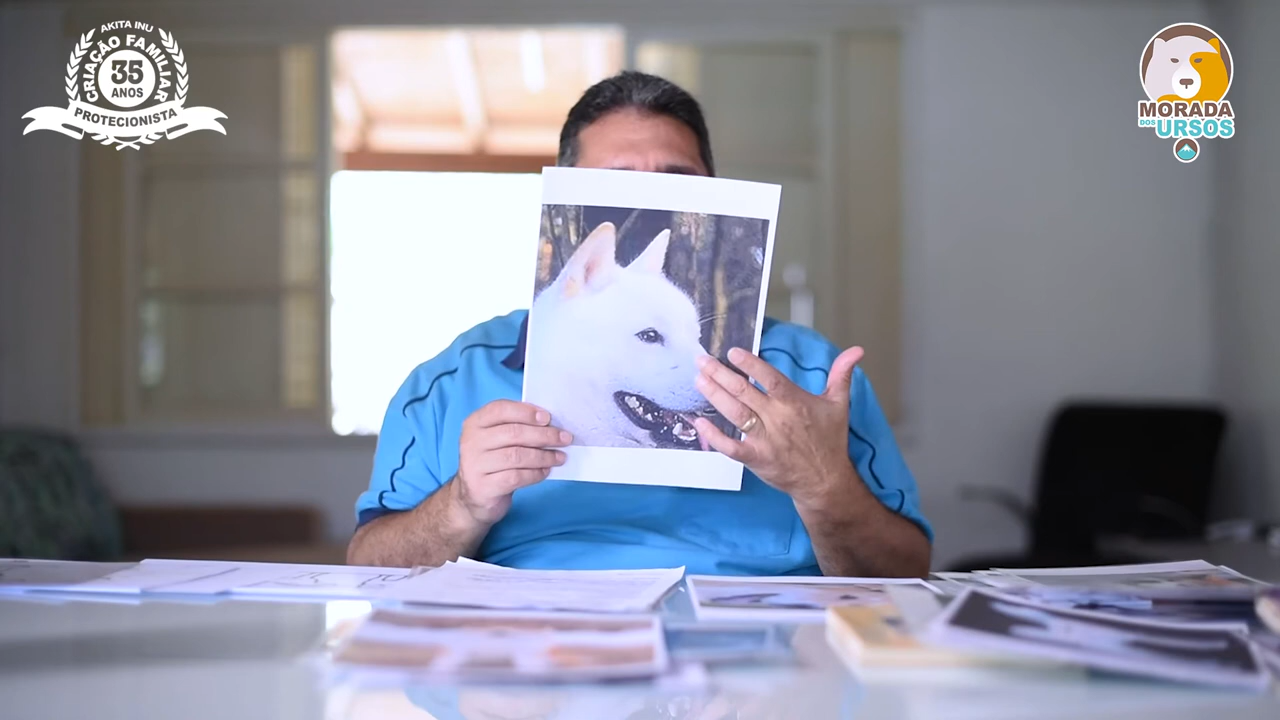 AKITA INU
CRIAÇÃO FAMILIAR
35
ANOS
PROTECIONISTA
MORADA
DOS URSOS